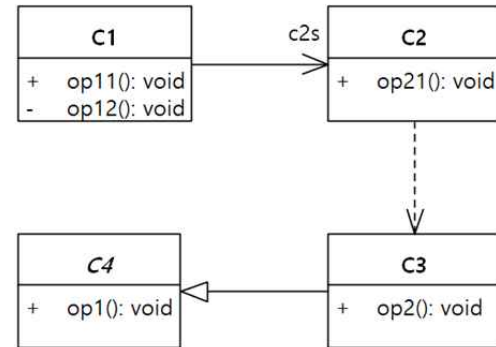 C1
+ op11(): void
- op12(): void
c2s
C2
+ op21(): void
C4
+ op1(): void
C3
+ op2(): void